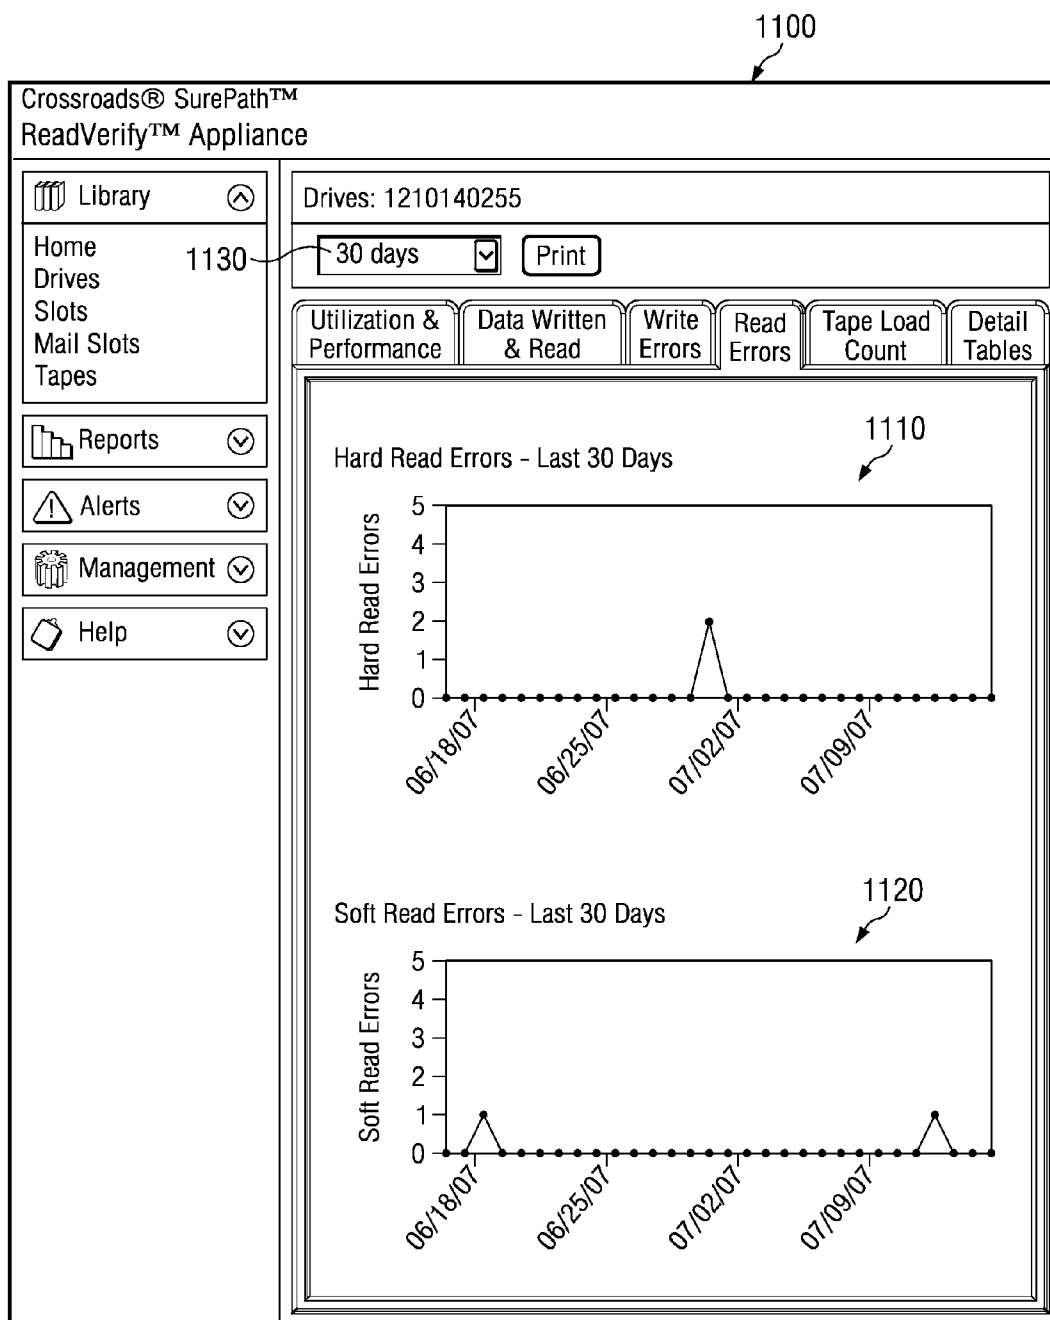 1100
Crossroads® SurePath™
ReadVerify™ Appliance
Library
Home
Drives
Slots
Mail Slots
Tapes
Reports
Alerts
Management
Help
Drives: 1210140255
1130
30 days
Print
Utilization &
Performance
Data Written
& Read
Write
Errors
Read
Errors
Tape Load
Count
Detail
Tables
1110
Hard Read Errors - Last 30 Days
Hard Read Errors
5
4
3
2
1
0
06/18/07
06/25/07
07/02/07
07/09/07
1120
Soft Read Errors - Last 30 Days
Soft Read Errors
5
4
3
2
1
0
06/18/07
06/25/07
07/02/07
07/09/07